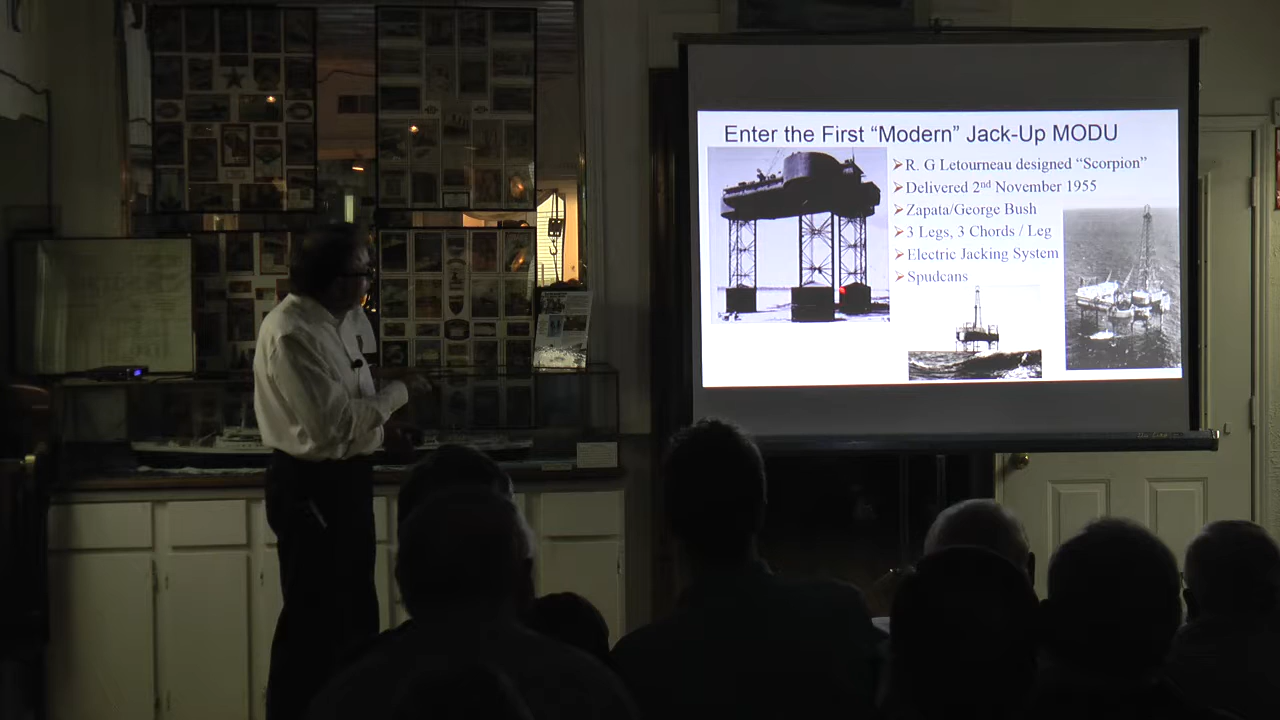 Enter the First “Modern” Jack-Up MODU
➢R. G Letourneau designed “Scorpion”
➢Delivered 2nd November 1955
➢Zapata/George Bush
➢3 Legs, 3 Chords / Leg
➢Electric Jacking System
➢Spudcans